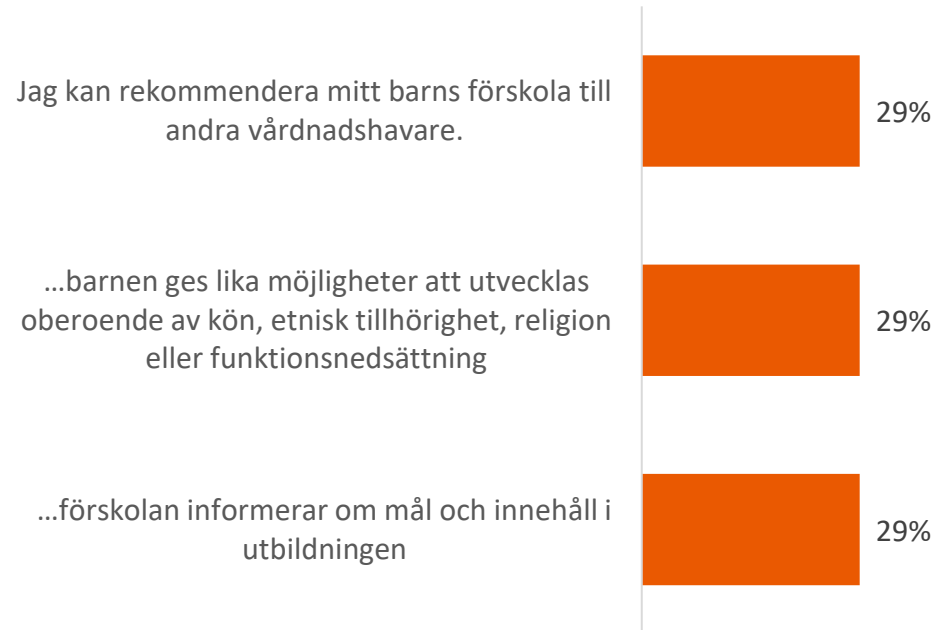 Jag kan rekommendera mitt barns förskola till
andra vårdnadshavare.
29%
…barnen ges lika möjligheter att utvecklas
oberoende av kön, etnisk tillhörighet, religion
eller funktionsnedsättning
29%
…förskolan informerar om mål och innehåll i
utbildningen
29%